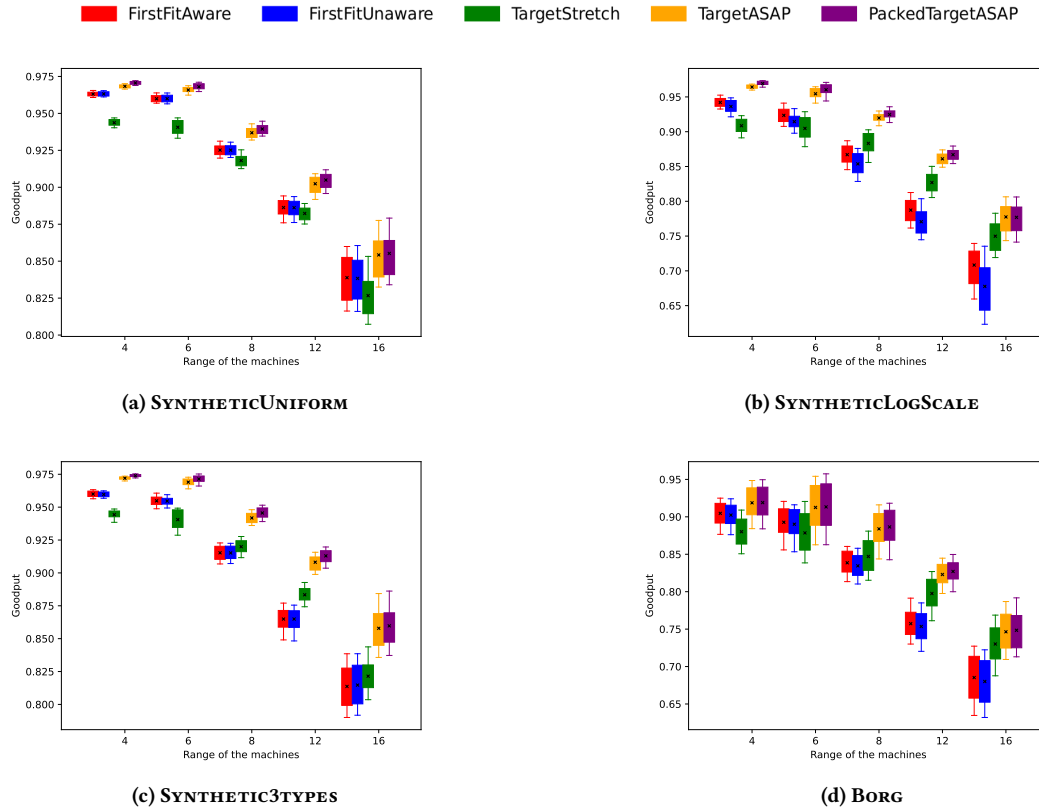 FirstFitAware FirstFitUnaware TargetStretch TargetASAP PackedTargetASAP
0.975
0.950
0.925
0.900
0.875
0.850
0.825
0.800
Goodput
4 6 8 12 16
Range of the machines
(a) SYNTHETICUNIFORM
0.95
0.90
0.85
0.80
0.75
0.70
0.65
Goodput
4 6 8 12 16
Range of the machines
(b) SYNTHETICLOGSCALE
0.975
0.950
0.925
0.900
0.875
0.850
0.825
0.800
Goodput
4 6 8 12 16
Range of the machines
(c) SYNTHETIC3TYPES
0.95
0.90
0.85
0.80
0.75
0.70
0.65
Goodput
4 6 8 12 16
Range of the machines
(d) BORG